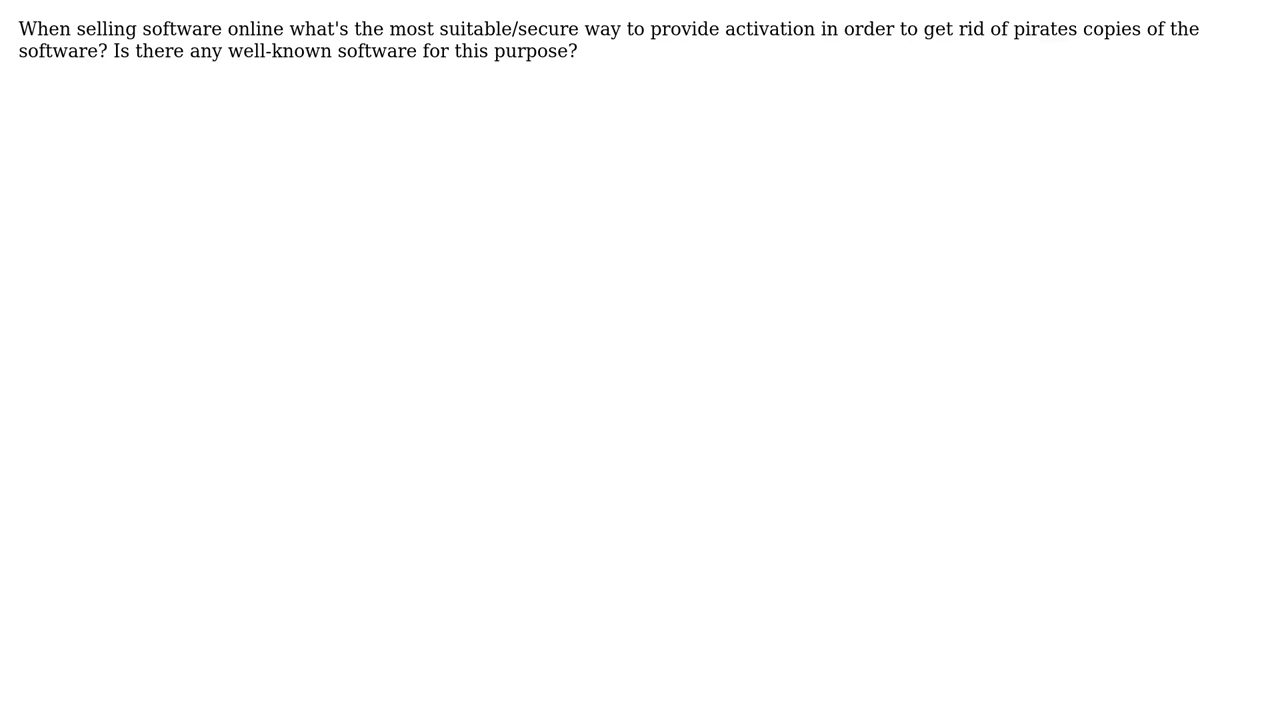 When selling software online what's the most suitable/secure way to provide activation in order to get rid of pirates copies of the
software? Is there any well-known software for this purpose?